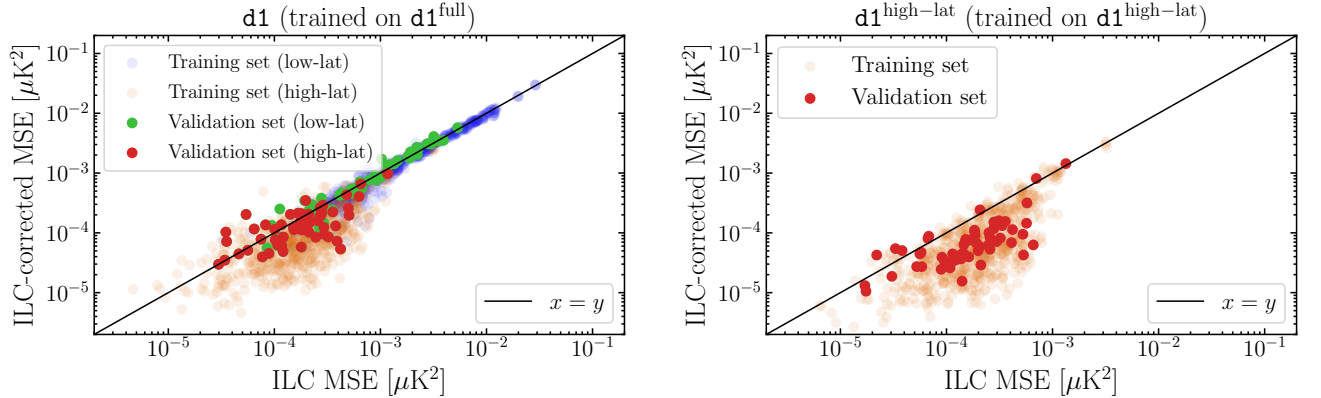 d1 (trained on d1^full)
ILC-corrected MSE [μK²]
10⁻¹
10⁻²
10⁻³
10⁻⁴
10⁻⁵
Training set (low-lat)
Training set (high-lat)
Validation set (low-lat)
Validation set (high-lat)
x = y
10⁻⁵ 10⁻⁴ 10⁻³ 10⁻² 10⁻¹
ILC MSE [μK²]
d1^high−lat (trained on d1^high−lat)
ILC-corrected MSE [μK²]
10⁻¹
10⁻²
10⁻³
10⁻⁴
10⁻⁵
Training set
Validation set
x = y
10⁻⁵ 10⁻⁴ 10⁻³ 10⁻² 10⁻¹
ILC MSE [μK²]